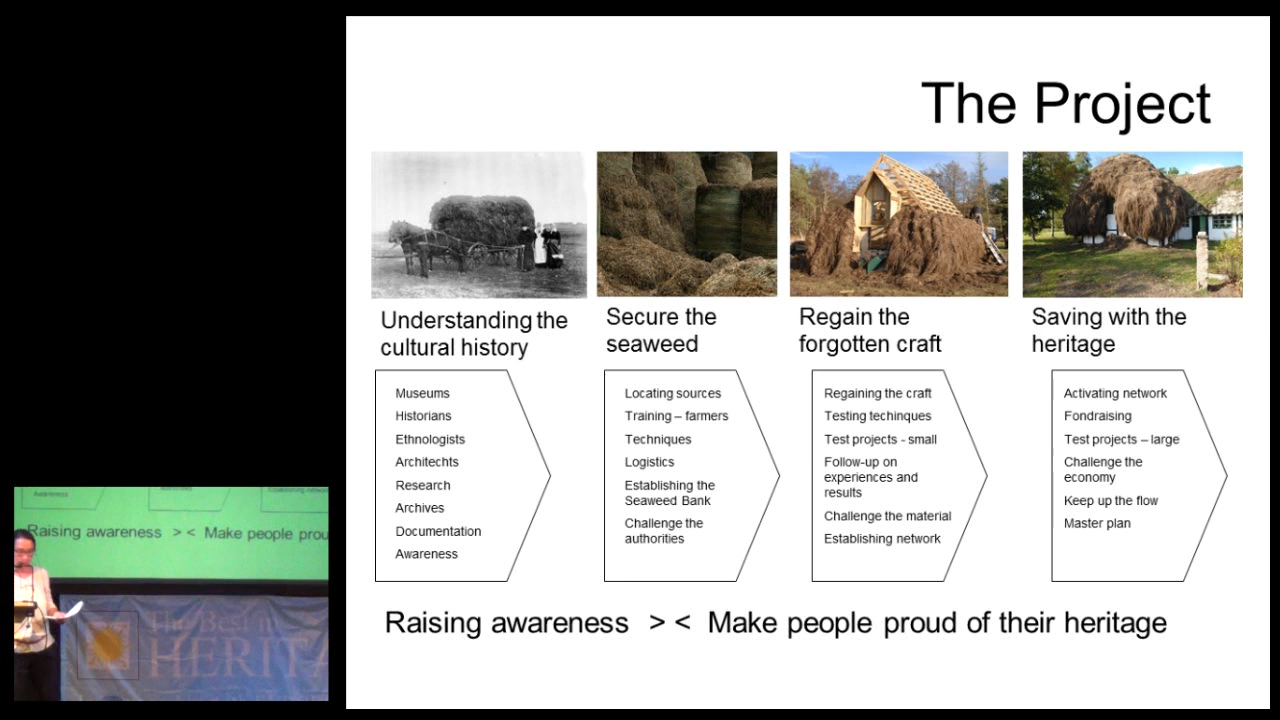 The Project
Understanding the
cultural history
Museums
Historians
Ethnologists
Architechts
Research
Archives
Documentation
Awareness
Secure the
seaweed
Locating sources
Training – farmers
Techniques
Logistics
Establishing the
Seaweed Bank
Challenge the
authorities
Regain the
forgotten craft
Regaining the craft
Testing techinques
Test projects - small
Follow-up on
experiences and
results
Challenge the material
Establishing network
Saving with the
heritage
Activating network
Fondraising
Test projects – large
Challenge the
economy
Keep up the flow
Master plan
Raising awareness > < Make people proud of their heritage
Awareness
Raising awareness > < Make people prou
The Best in
HERITA